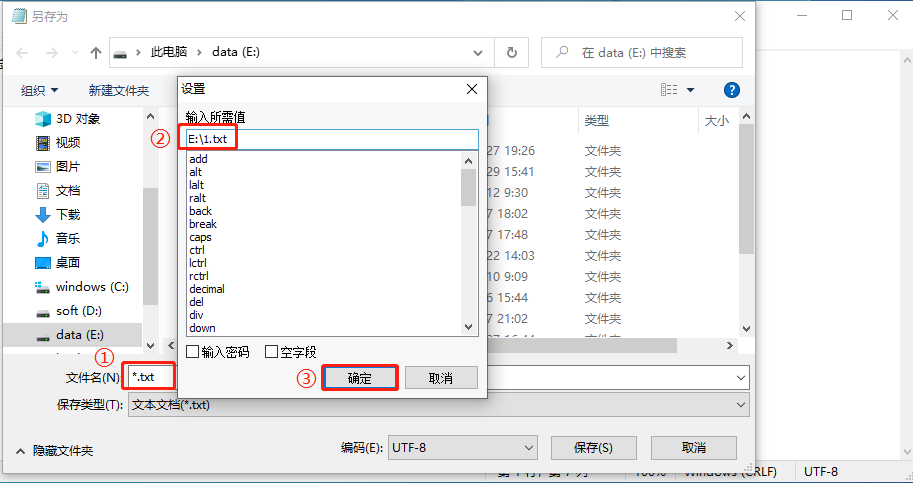 另存为
此电脑 › data (E:)
在 data (E:) 中搜索
组织
新建文件夹
类型
大小
3D 对象
视频
图片
文档
下载
音乐
桌面
windows (C:)
soft (D:)
data (E:)
27 19:26 文件夹
29 15:41 文件夹
12 9:30 文件夹
7 18:02 文件夹
7 17:48 文件夹
22 14:03 文件夹
10 9:09 文件夹
6 15:44 文件夹
7 21:02 文件夹
设置
输入所需值
② E:\1.txt
add
alt
lalt
ralt
back
break
caps
ctrl
lctrl
rctrl
decimal
del
div
down
输入密码 空字段
③ 确定 取消
①
文件名(N): *.txt
保存类型(T): 文本文档(*.txt)
隐藏文件夹
编码(E): UTF-8
保存(S)
取消
100% Windows (CRLF) UTF-8